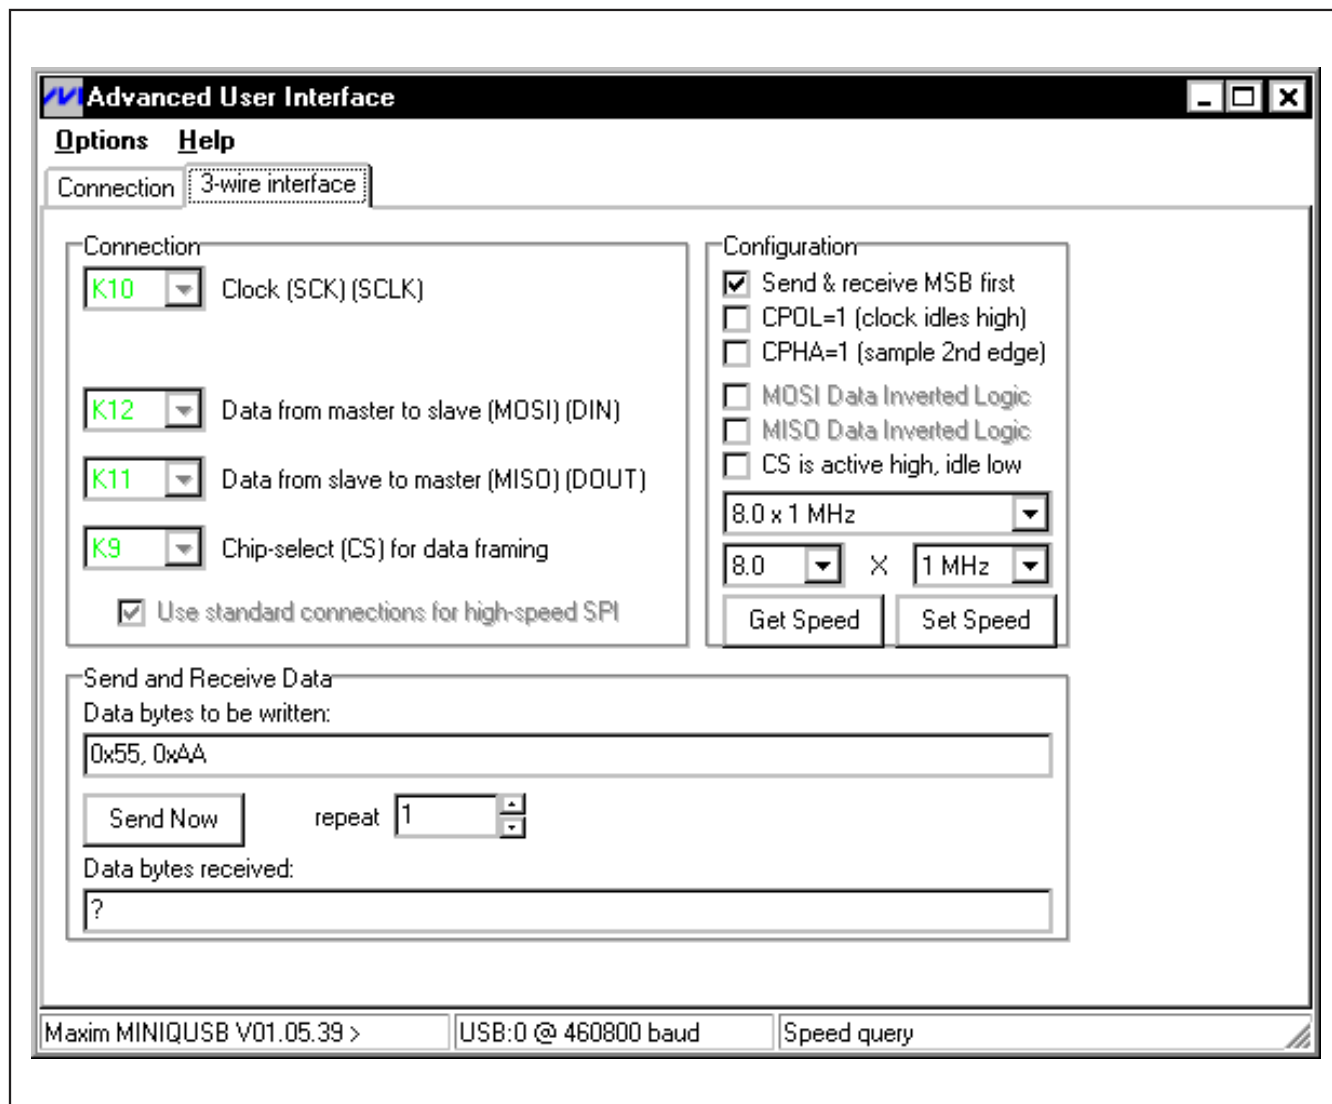 Advanced User Interface
Options Help
Connection 3-wire interface
Connection
K10 Clock (SCK) (SCLK)
K12 Data from master to slave (MOSI) (DIN)
K11 Data from slave to master (MISO) (DOUT)
K9 Chip-select (CS) for data framing
Use standard connections for high-speed SPI
Configuration
Send & receive MSB first
CPOL=1 (clock idles high)
CPHA=1 (sample 2nd edge)
MOSI Data Inverted Logic
MISO Data Inverted Logic
CS is active high, idle low
8.0 x 1 MHz
8.0 X 1 MHz
Get Speed Set Speed
Send and Receive Data
Data bytes to be written:
0x55, 0xAA
Send Now repeat 1
Data bytes received:
?
Maxim MINIQUSB V01.05.39 > USB:0 @ 460800 baud Speed query